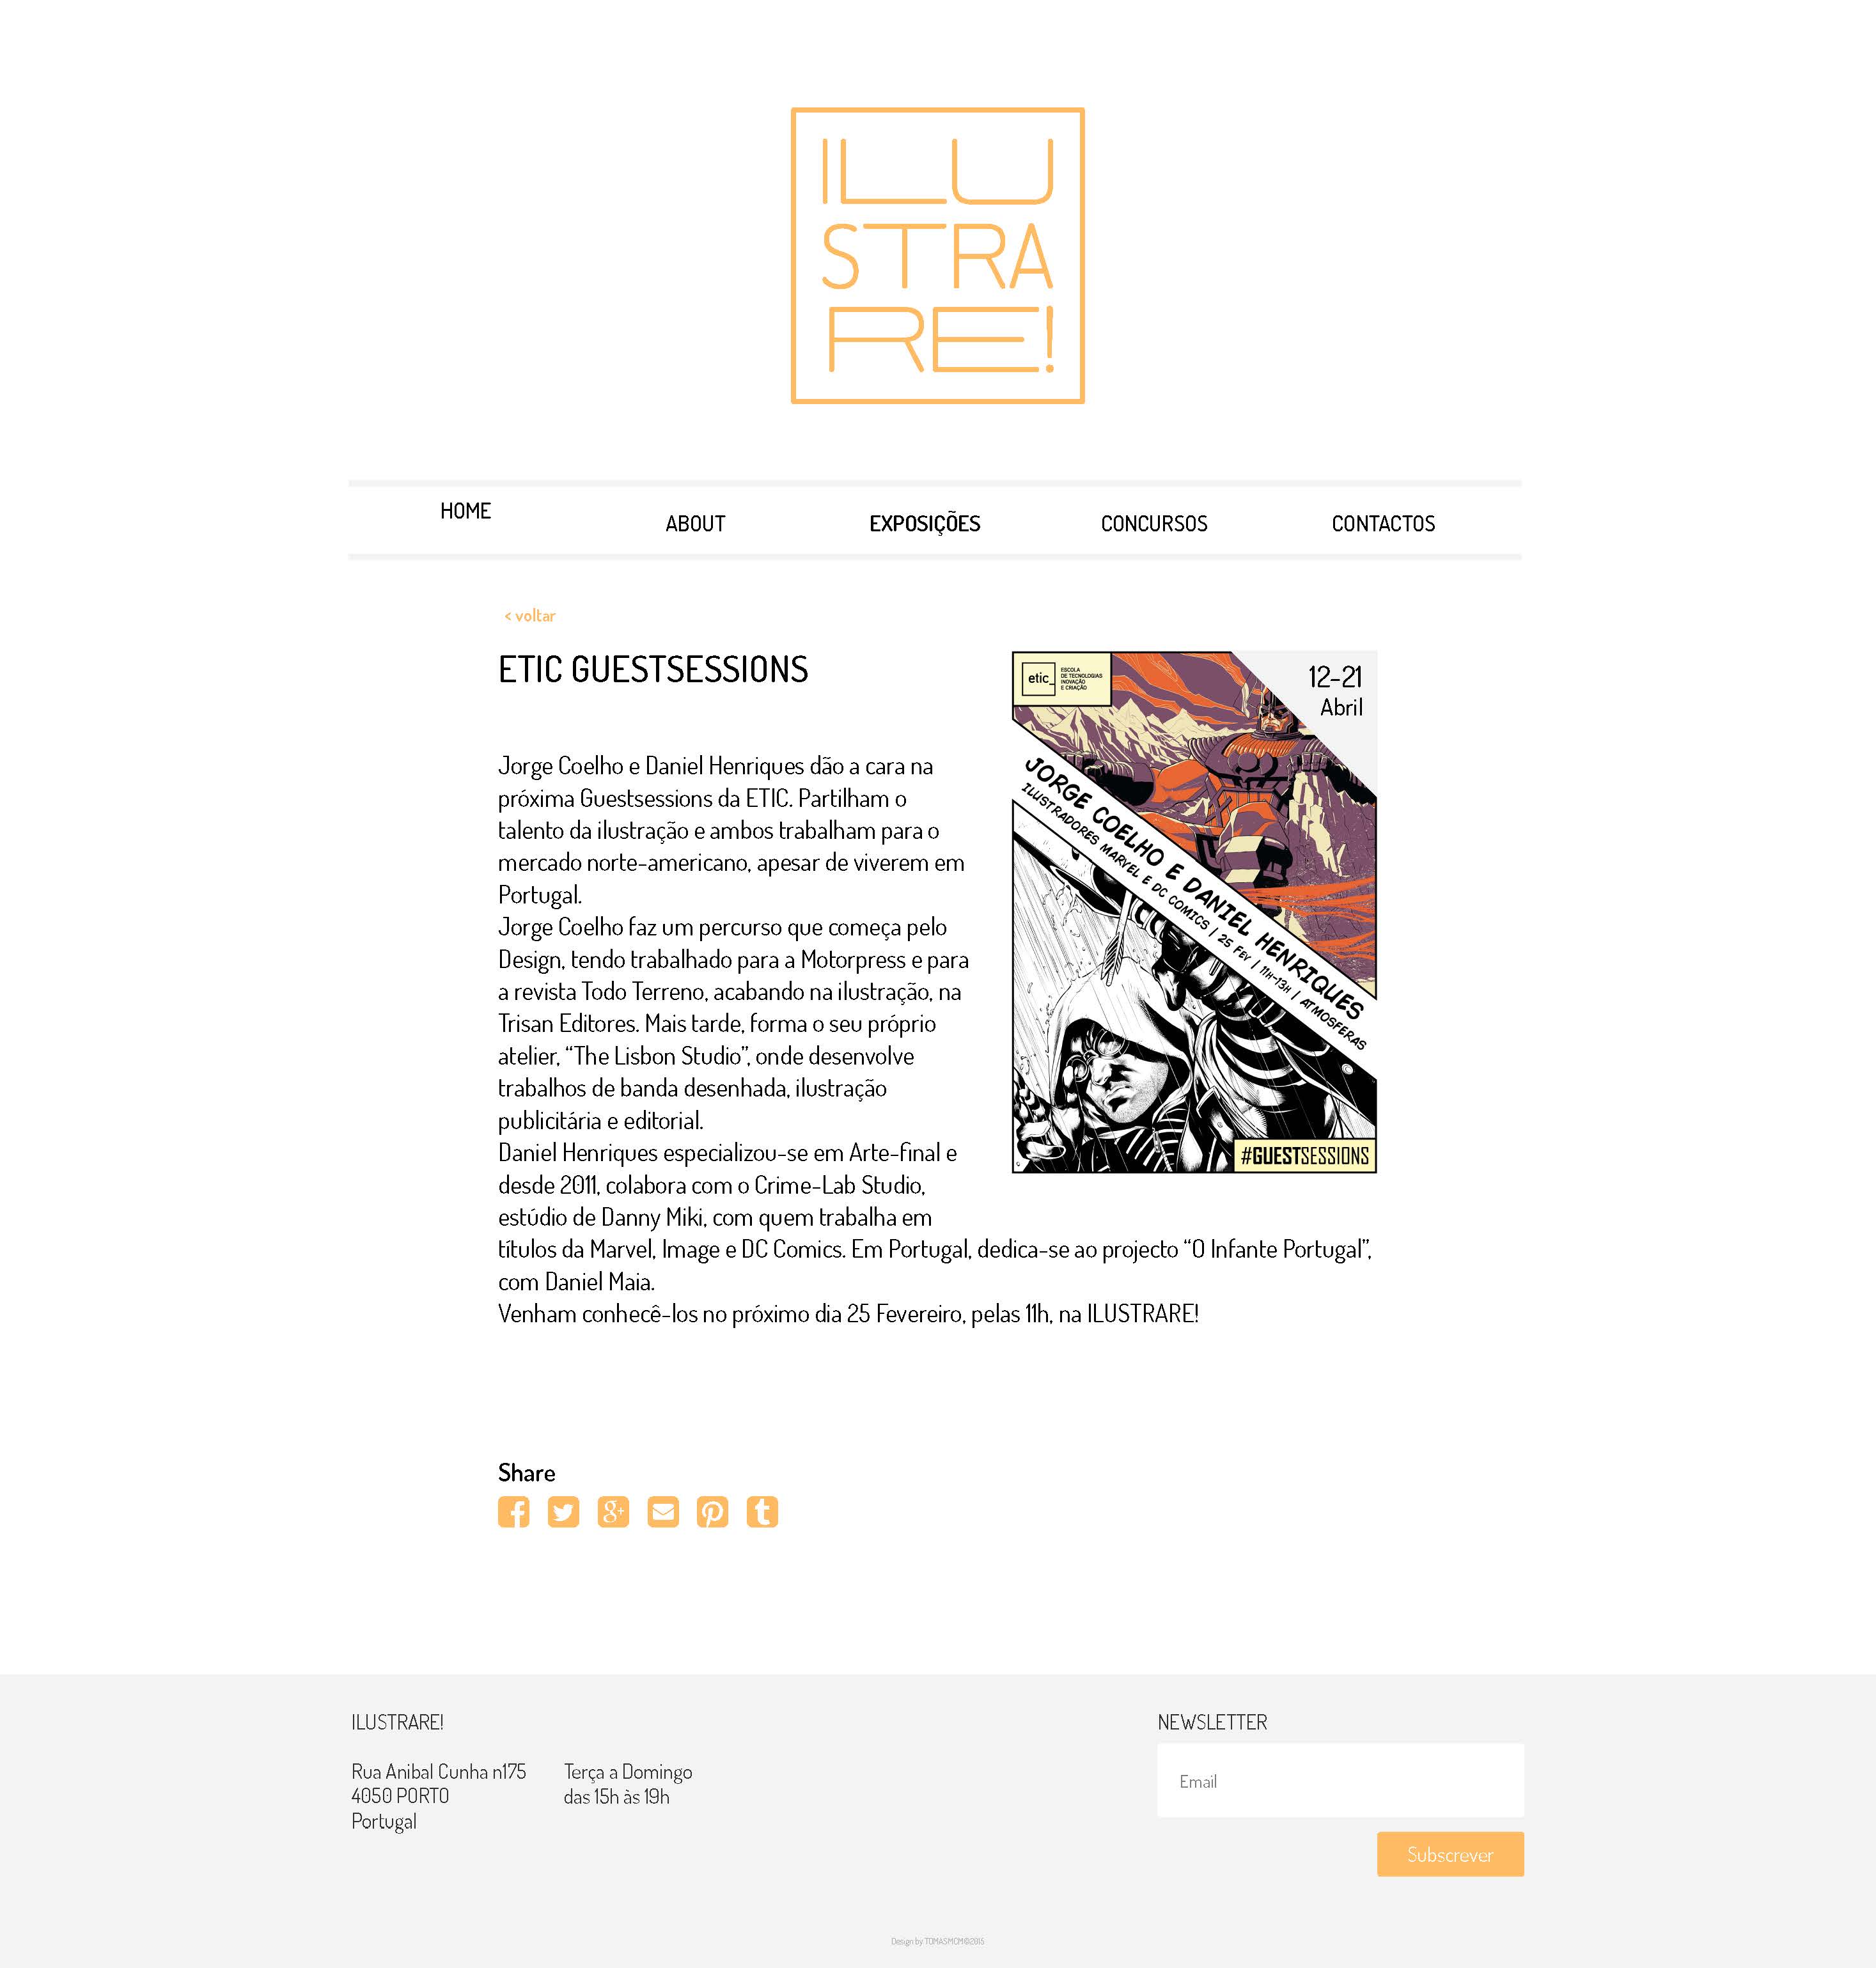 ILU
STRA
RE!
HOME
ABOUT
EXPOSIÇÕES
CONCURSOS
CONTACTOS
< voltar
ETIC GUESTSESSIONS
Jorge Coelho e Daniel Henriques dão a cara na
próxima Guestsessions da ETIC. Partilham o
talento da ilustração e ambos trabalham para o
mercado norte-americano, apesar de viverem em
Portugal.
Jorge Coelho faz um percurso que começa pelo
Design, tendo trabalhado para a Motorpress e para
a revista Todo Terreno, acabando na ilustração, na
Trisan Editores. Mais tarde, forma o seu próprio
atelier, “The Lisbon Studio”, onde desenvolve
trabalhos de banda desenhada, ilustração
publicitária e editorial.
Daniel Henriques especializou-se em Arte-final e
desde 2011, colabora com o Crime-Lab Studio,
estúdio de Danny Miki, com quem trabalha em
títulos da Marvel, Image e DC Comics. Em Portugal, dedica-se ao projecto “O Infante Portugal”,
com Daniel Maia.
Venham conhecê-los no próximo dia 25 Fevereiro, pelas 11h, na ILUSTRARE!
etic_
ESCOLA
DE TECNOLOGIAS
INOVAÇÃO
E CRIAÇÃO
12-21
Abril
JORGE COELHO E DANIEL HENRIQUES
ILUSTRADORES MARVEL E DC COMICS / 25 FEV / 11H-13H / ATMOSFERAS
#GUESTSESSIONS
Share
ILUSTRARE!
Rua Anibal Cunha n175
4050 PORTO
Portugal
Terça a Domingo
das 15h às 19h
NEWSLETTER
Email
Subscrever
Design by TOMASMCM©2015